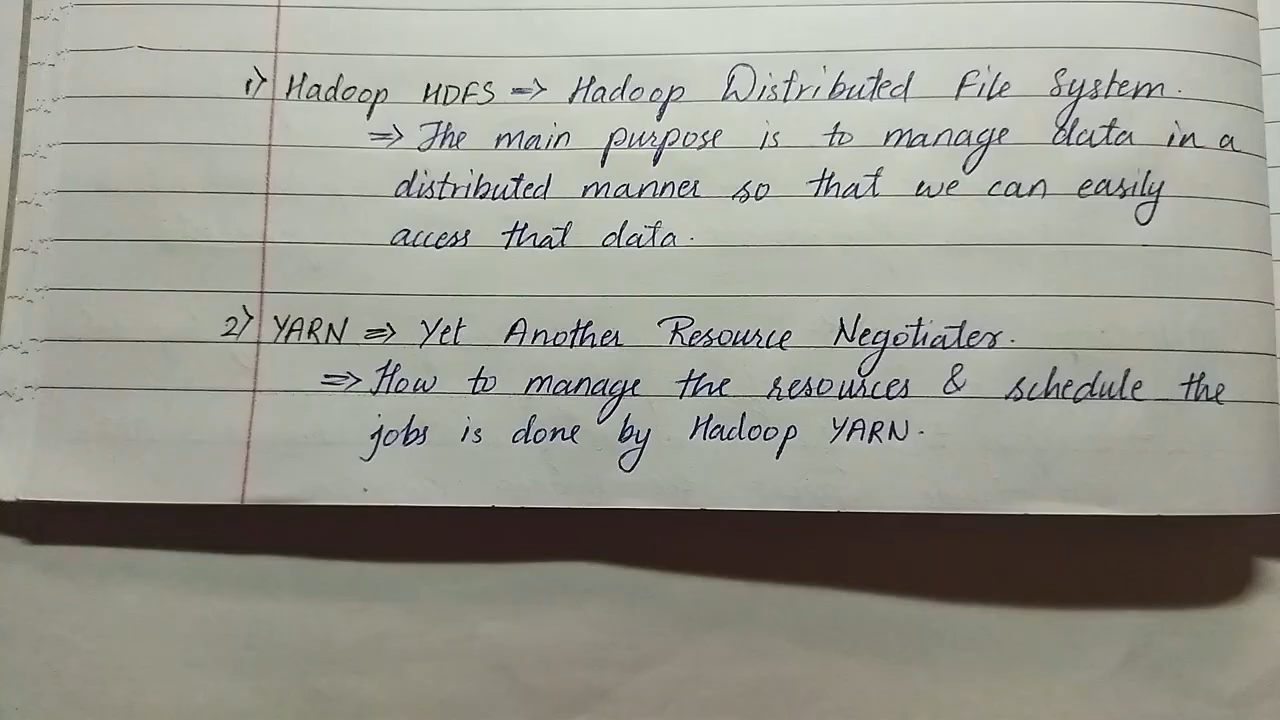 1) Hadoop HDFS => Hadoop Distributed File System.
=> The main purpose is to manage data in a
distributed manner so that we can easily
access that data.
2) YARN => Yet Another Resource Negotiater.
=> How to manage the resources & schedule the
jobs is done by Hadoop YARN.